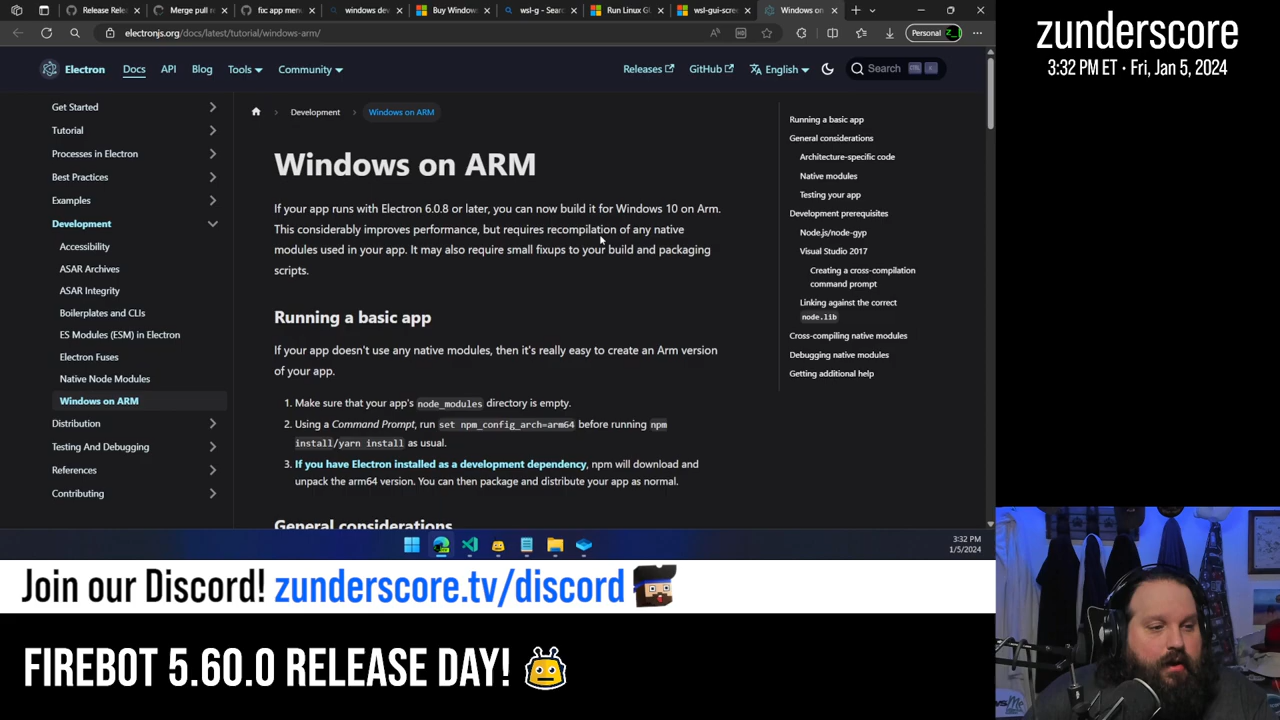 Release Rele
Merge pull r
fix app menu
windows dev
Buy Windows
wsl-g - Searc
Run Linux GU
wsl-gui-scree
Windows on
electronjs.org/docs/latest/tutorial/windows-arm/
Personal
Electron
Docs
API
Blog
Tools
Community
Releases
GitHub
English
Search
Get Started
Tutorial
Processes in Electron
Best Practices
Examples
Development
Accessibility
ASAR Archives
ASAR Integrity
Boilerplates and CLIs
ES Modules (ESM) in Electron
Electron Fuses
Native Node Modules
Windows on ARM
Distribution
Testing And Debugging
References
Contributing
Development
Windows on ARM
Windows on ARM
If your app runs with Electron 6.0.8 or later, you can now build it for Windows 10 on Arm.
This considerably improves performance, but requires recompilation of any native
modules used in your app. It may also require small fixups to your build and packaging
scripts.
Running a basic app
If your app doesn't use any native modules, then it's really easy to create an Arm version
of your app.
1. Make sure that your app's node_modules directory is empty.
2. Using a Command Prompt, run set npm_config_arch=arm64 before running npm
install/yarn install as usual.
3. If you have Electron installed as a development dependency, npm will download and
unpack the arm64 version. You can then package and distribute your app as normal.
General considerations
Running a basic app
General considerations
Architecture-specific code
Native modules
Testing your app
Development prerequisites
Node.js/node-gyp
Visual Studio 2017
Creating a cross-compilation
command prompt
Linking against the correct
node.lib
Cross-compiling native modules
Debugging native modules
Getting additional help
3:32 PM
1/5/2024
zunderscore
3:32 PM ET • Fri, Jan 5, 2024
Join our Discord! zunderscore.tv/discord
FIREBOT 5.60.0 RELEASE DAY!